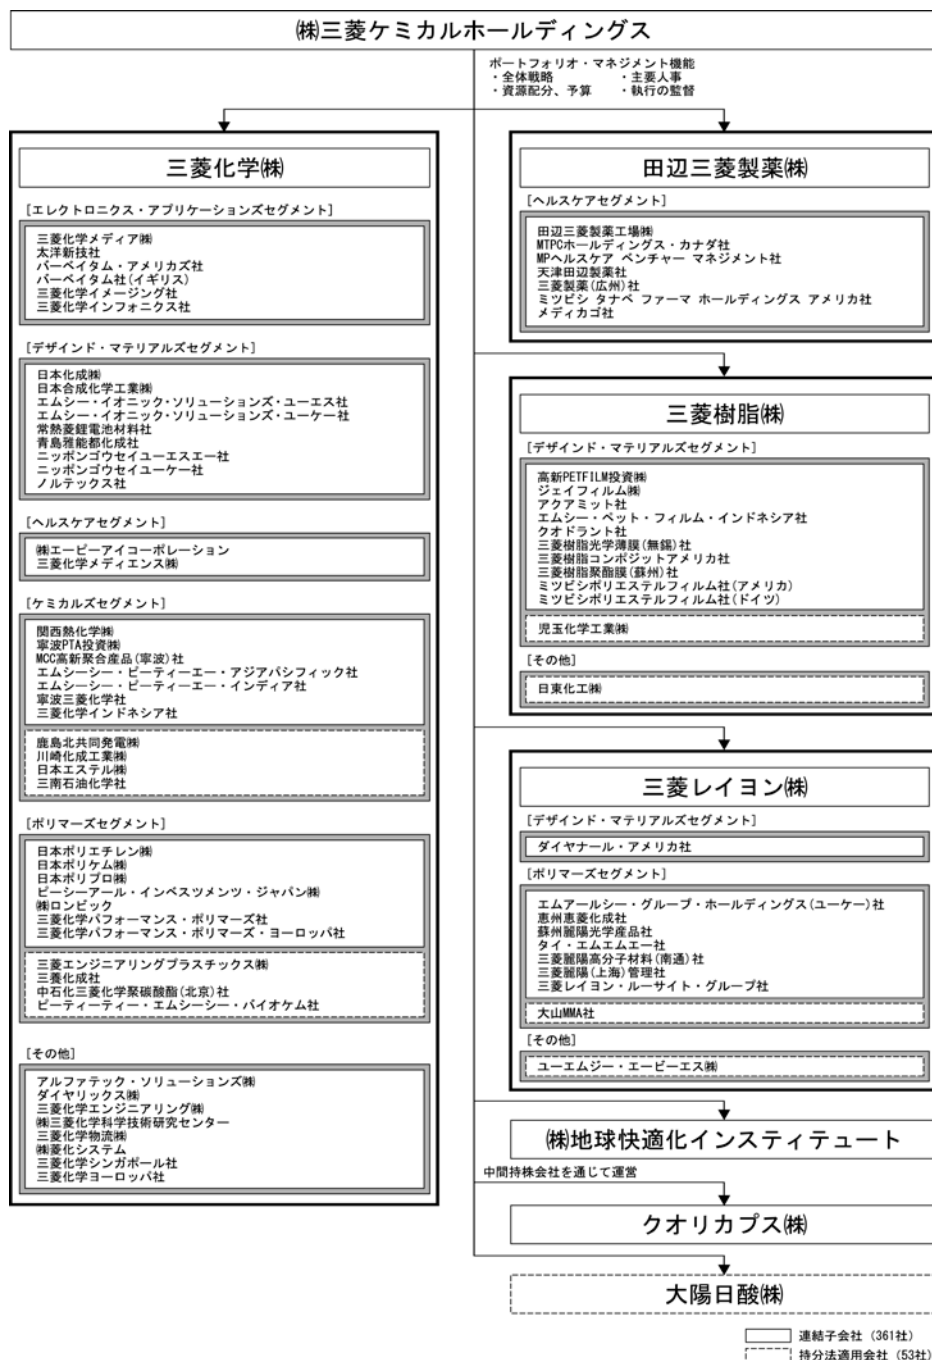 ㈱三菱ケミカルホールディングス
ポートフォリオ・マネジメント機能
・全体戦略 ・主要人事
・資源配分、予算 ・執行の監督
三菱化学㈱
[エレクトロニクス・アプリケーションズセグメント]
三菱化学メディア㈱
太洋新技社
バーベイタム・アメリカズ社
バーベイタム社(イギリス)
三菱化学イメージング社
三菱化学インフォニクス社
[デザインド・マテリアルズセグメント]
日本化成㈱
日本合成化学工業㈱
エムシー・イオニック・ソリューションズ・ユーエス社
エムシー・イオニック・ソリューションズ・ユーケー社
常熟菱鋰電池材料社
青島雅能都化成社
ニッポンゴウセイユーエスエー社
ニッポンゴウセイユーケー社
ノルテックス社
[ヘルスケアセグメント]
㈱エーピーアイコーポレーション
三菱化学メディエンス㈱
[ケミカルズセグメント]
関西熱化学㈱
寧波PTA投資㈱
MCC高新聚合産品(寧波)社
エムシーシー・ピーティーエー・アジアパシフィック社
エムシーシー・ピーティーエー・インディア社
寧波三菱化学社
三菱化学インドネシア社
鹿島北共同発電㈱
川崎化成工業㈱
日本エステル㈱
三南石油化学社
[ポリマーズセグメント]
日本ポリエチレン㈱
日本ポリケム㈱
日本ポリプロ㈱
ピーシーアール・インベスツメンツ・ジャパン㈱
㈱ロンビック
三菱化学パフォーマンス・ポリマーズ社
三菱化学パフォーマンス・ポリマーズ・ヨーロッパ社
三菱エンジニアリングプラスチックス㈱
三養化成社
中石化三菱化学聚碳酸酯(北京)社
ピーティーティー・エムシーシー・バイオケム社
[その他]
アルファテック・ソリューションズ㈱
ダイヤリックス㈱
三菱化学エンジニアリング㈱
㈱三菱化学科学技術研究センター
三菱化学物流㈱
㈱菱化システム
三菱化学シンガポール社
三菱化学ヨーロッパ社
田辺三菱製薬㈱
[ヘルスケアセグメント]
田辺三菱製薬工場㈱
MTPCホールディングス・カナダ社
MPヘルスケア ベンチャー マネジメント社
天津田辺製薬社
三菱製薬(広州)社
ミツビシ タナベ ファーマ ホールディングス アメリカ社
メディカゴ社
三菱樹脂㈱
[デザインド・マテリアルズセグメント]
高新PETFILM投資㈱
ジェイフィルム㈱
アクアミット社
エムシー・ペット・フィルム・インドネシア社
クオドラント社
三菱樹脂光学薄膜(無錫)社
三菱樹脂コンポジットアメリカ社
三菱樹脂聚酯膜(蘇州)社
ミツビシポリエステルフィルム社(アメリカ)
ミツビシポリエステルフィルム社(ドイツ)
児玉化学工業㈱
[その他]
日東化工㈱
三菱レイヨン㈱
[デザインド・マテリアルズセグメント]
ダイヤナール・アメリカ社
[ポリマーズセグメント]
エムアールシー・グループ・ホールディングス(ユーケー)社
恵州恵菱化成社
蘇州麗陽光学産品社
タイ・エムエムエー社
三菱麗陽高分子材料(南通)社
三菱麗陽(上海)管理社
三菱レイヨン・ルーサイト・グループ社
大山MMA社
[その他]
ユーエムジー・エービーエス㈱
㈱地球快適化インスティテュート
中間持株会社を通じて運営
クオリカプス㈱
大陽日酸㈱
連結子会社 (361社)
持分法適用会社 (53社)